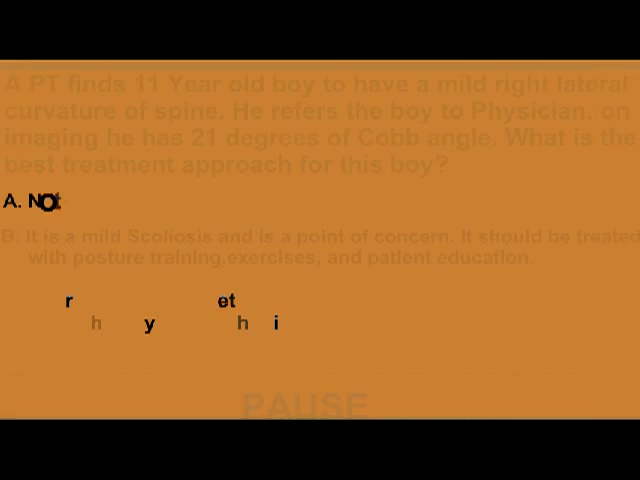 A PT finds 11 Year old boy to have a mild right lateral
curvature of spine. He refers the boy to Physician. on
imaging he has 21 degrees of Cobb angle. What is the
best treatment approach for this boy?
A. Not
B. It is a mild Scoliosis and is a point of concern. It should be treated
with posture training,exercises, and patient education.
r et
h y h i
PAUSE